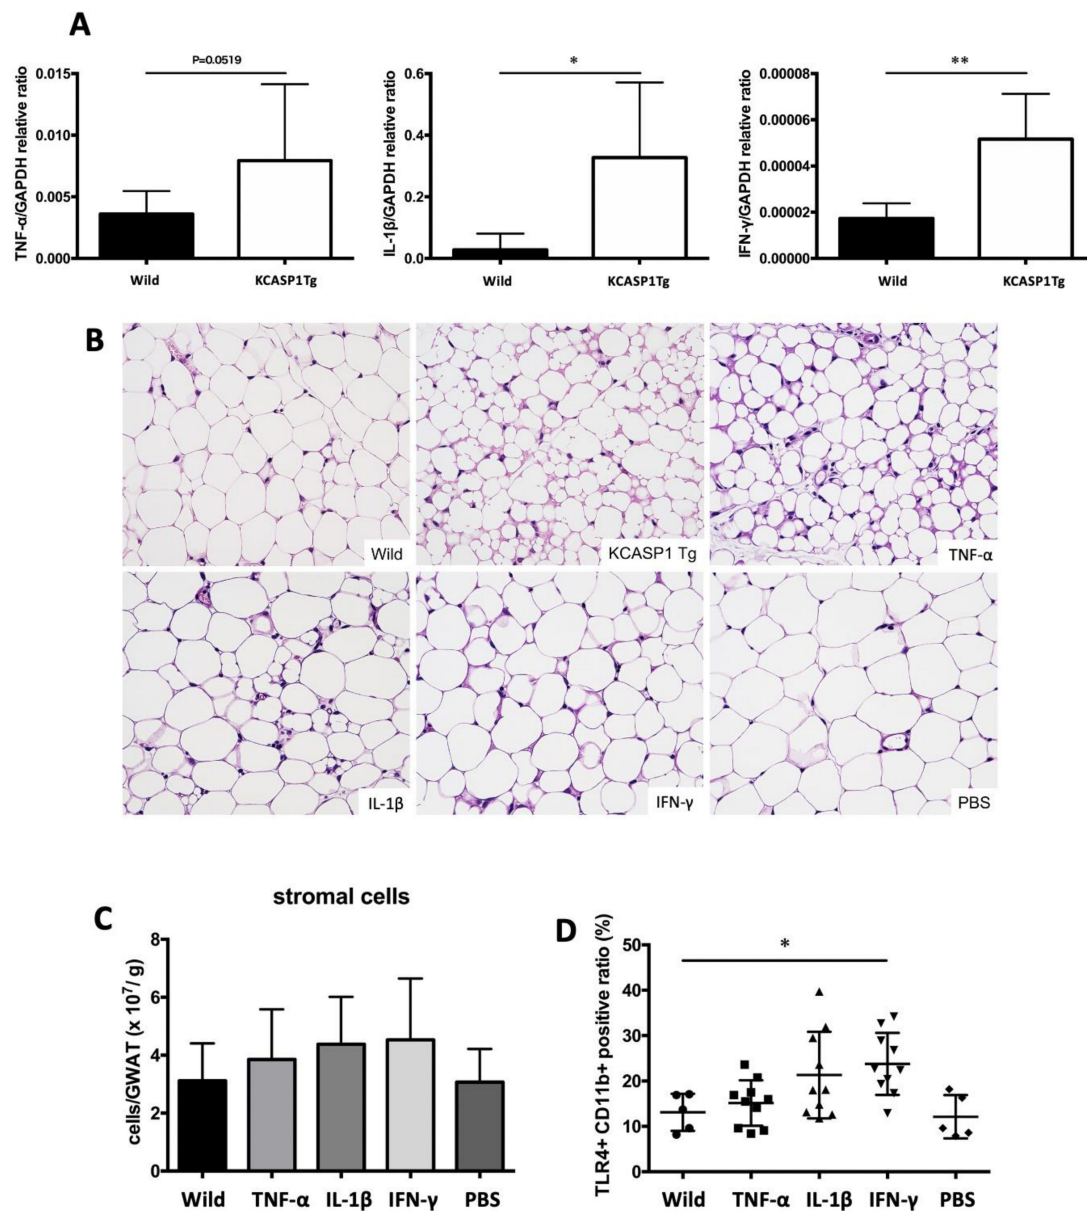 A
TNF-α/GAPDH relative ratio
0.015
0.010
0.005
0.000
P=0.0519
Wild
KCASP1Tg
IL-1β/GAPDH relative ratio
0.6
0.4
0.2
0.0
*
Wild
KCASP1Tg
IFN-γ/GAPDH relative ratio
0.00008
0.00006
0.00004
0.00002
0.00000
**
Wild
KCASP1Tg
B
Wild
KCASP1 Tg
TNF-α
IL-1β
IFN-γ
PBS
C
stromal cells
cells/GWAT (x 10⁷/ g)
8
6
4
2
0
Wild
TNF-α
IL-1β
IFN-γ
PBS
D
TLR4+ CD11b+ positive ratio (%)
50
40
30
20
10
0
*
Wild
TNF-α
IL-1β
IFN-γ
PBS